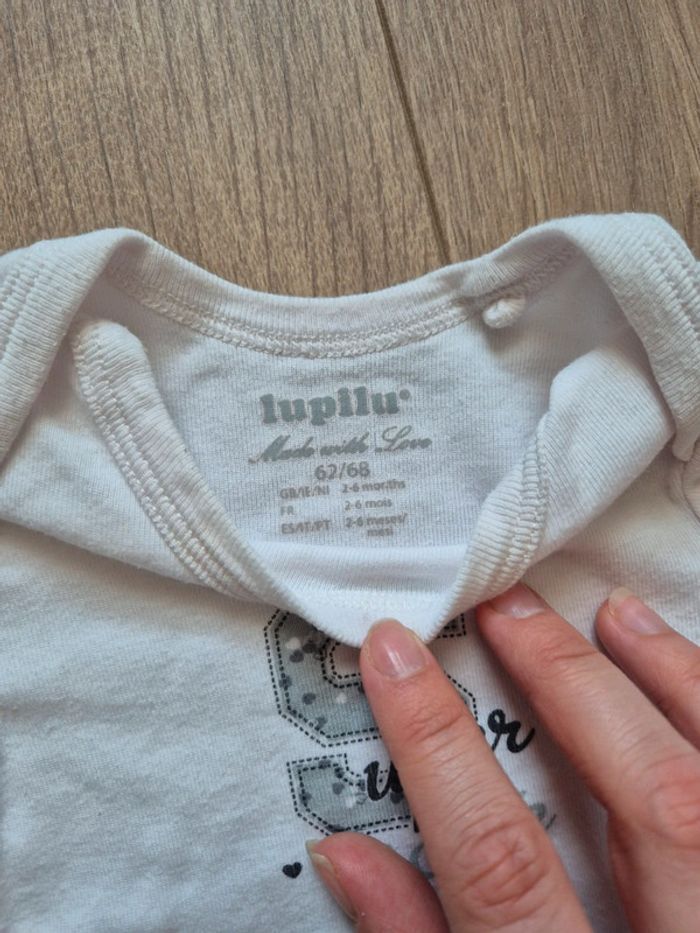 lupilu®
Made with Love
62/68
GB/IE/NI 2-6 months
FR 2-6 mois
ES/IT/PT 2-6 meses/
mesi
S